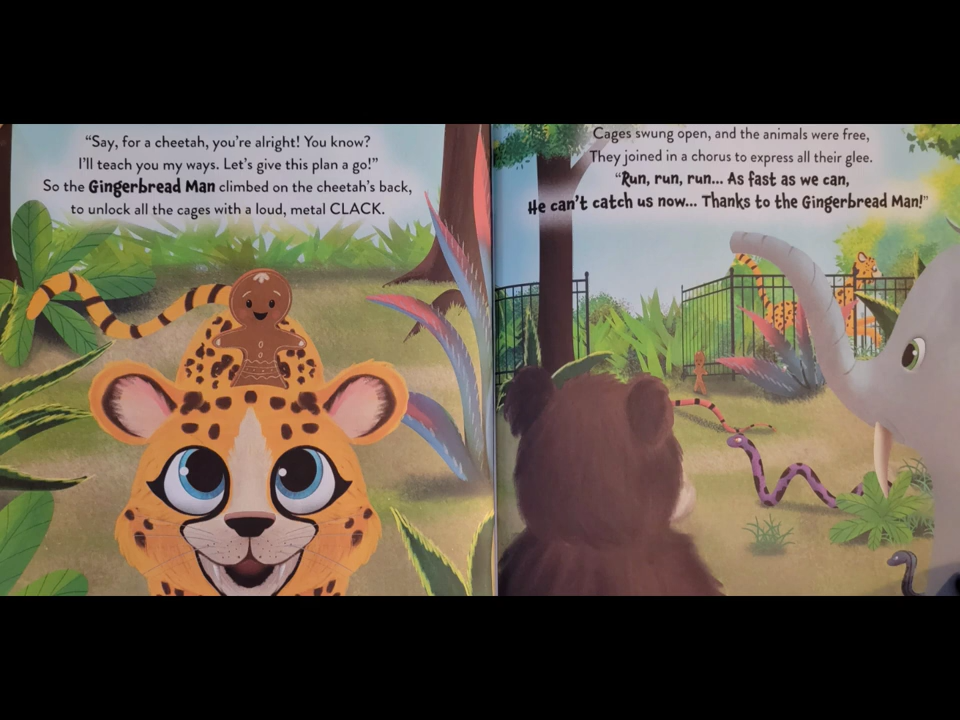 “Say, for a cheetah, you’re alright! You know?
I’ll teach you my ways. Let’s give this plan a go!”
So the Gingerbread Man climbed on the cheetah’s back,
to unlock all the cages with a loud, metal CLACK.
Cages swung open, and the animals were free,
They joined in a chorus to express all their glee.
“Run, run, run... As fast as we can,
He can’t catch us now... Thanks to the Gingerbread Man!”